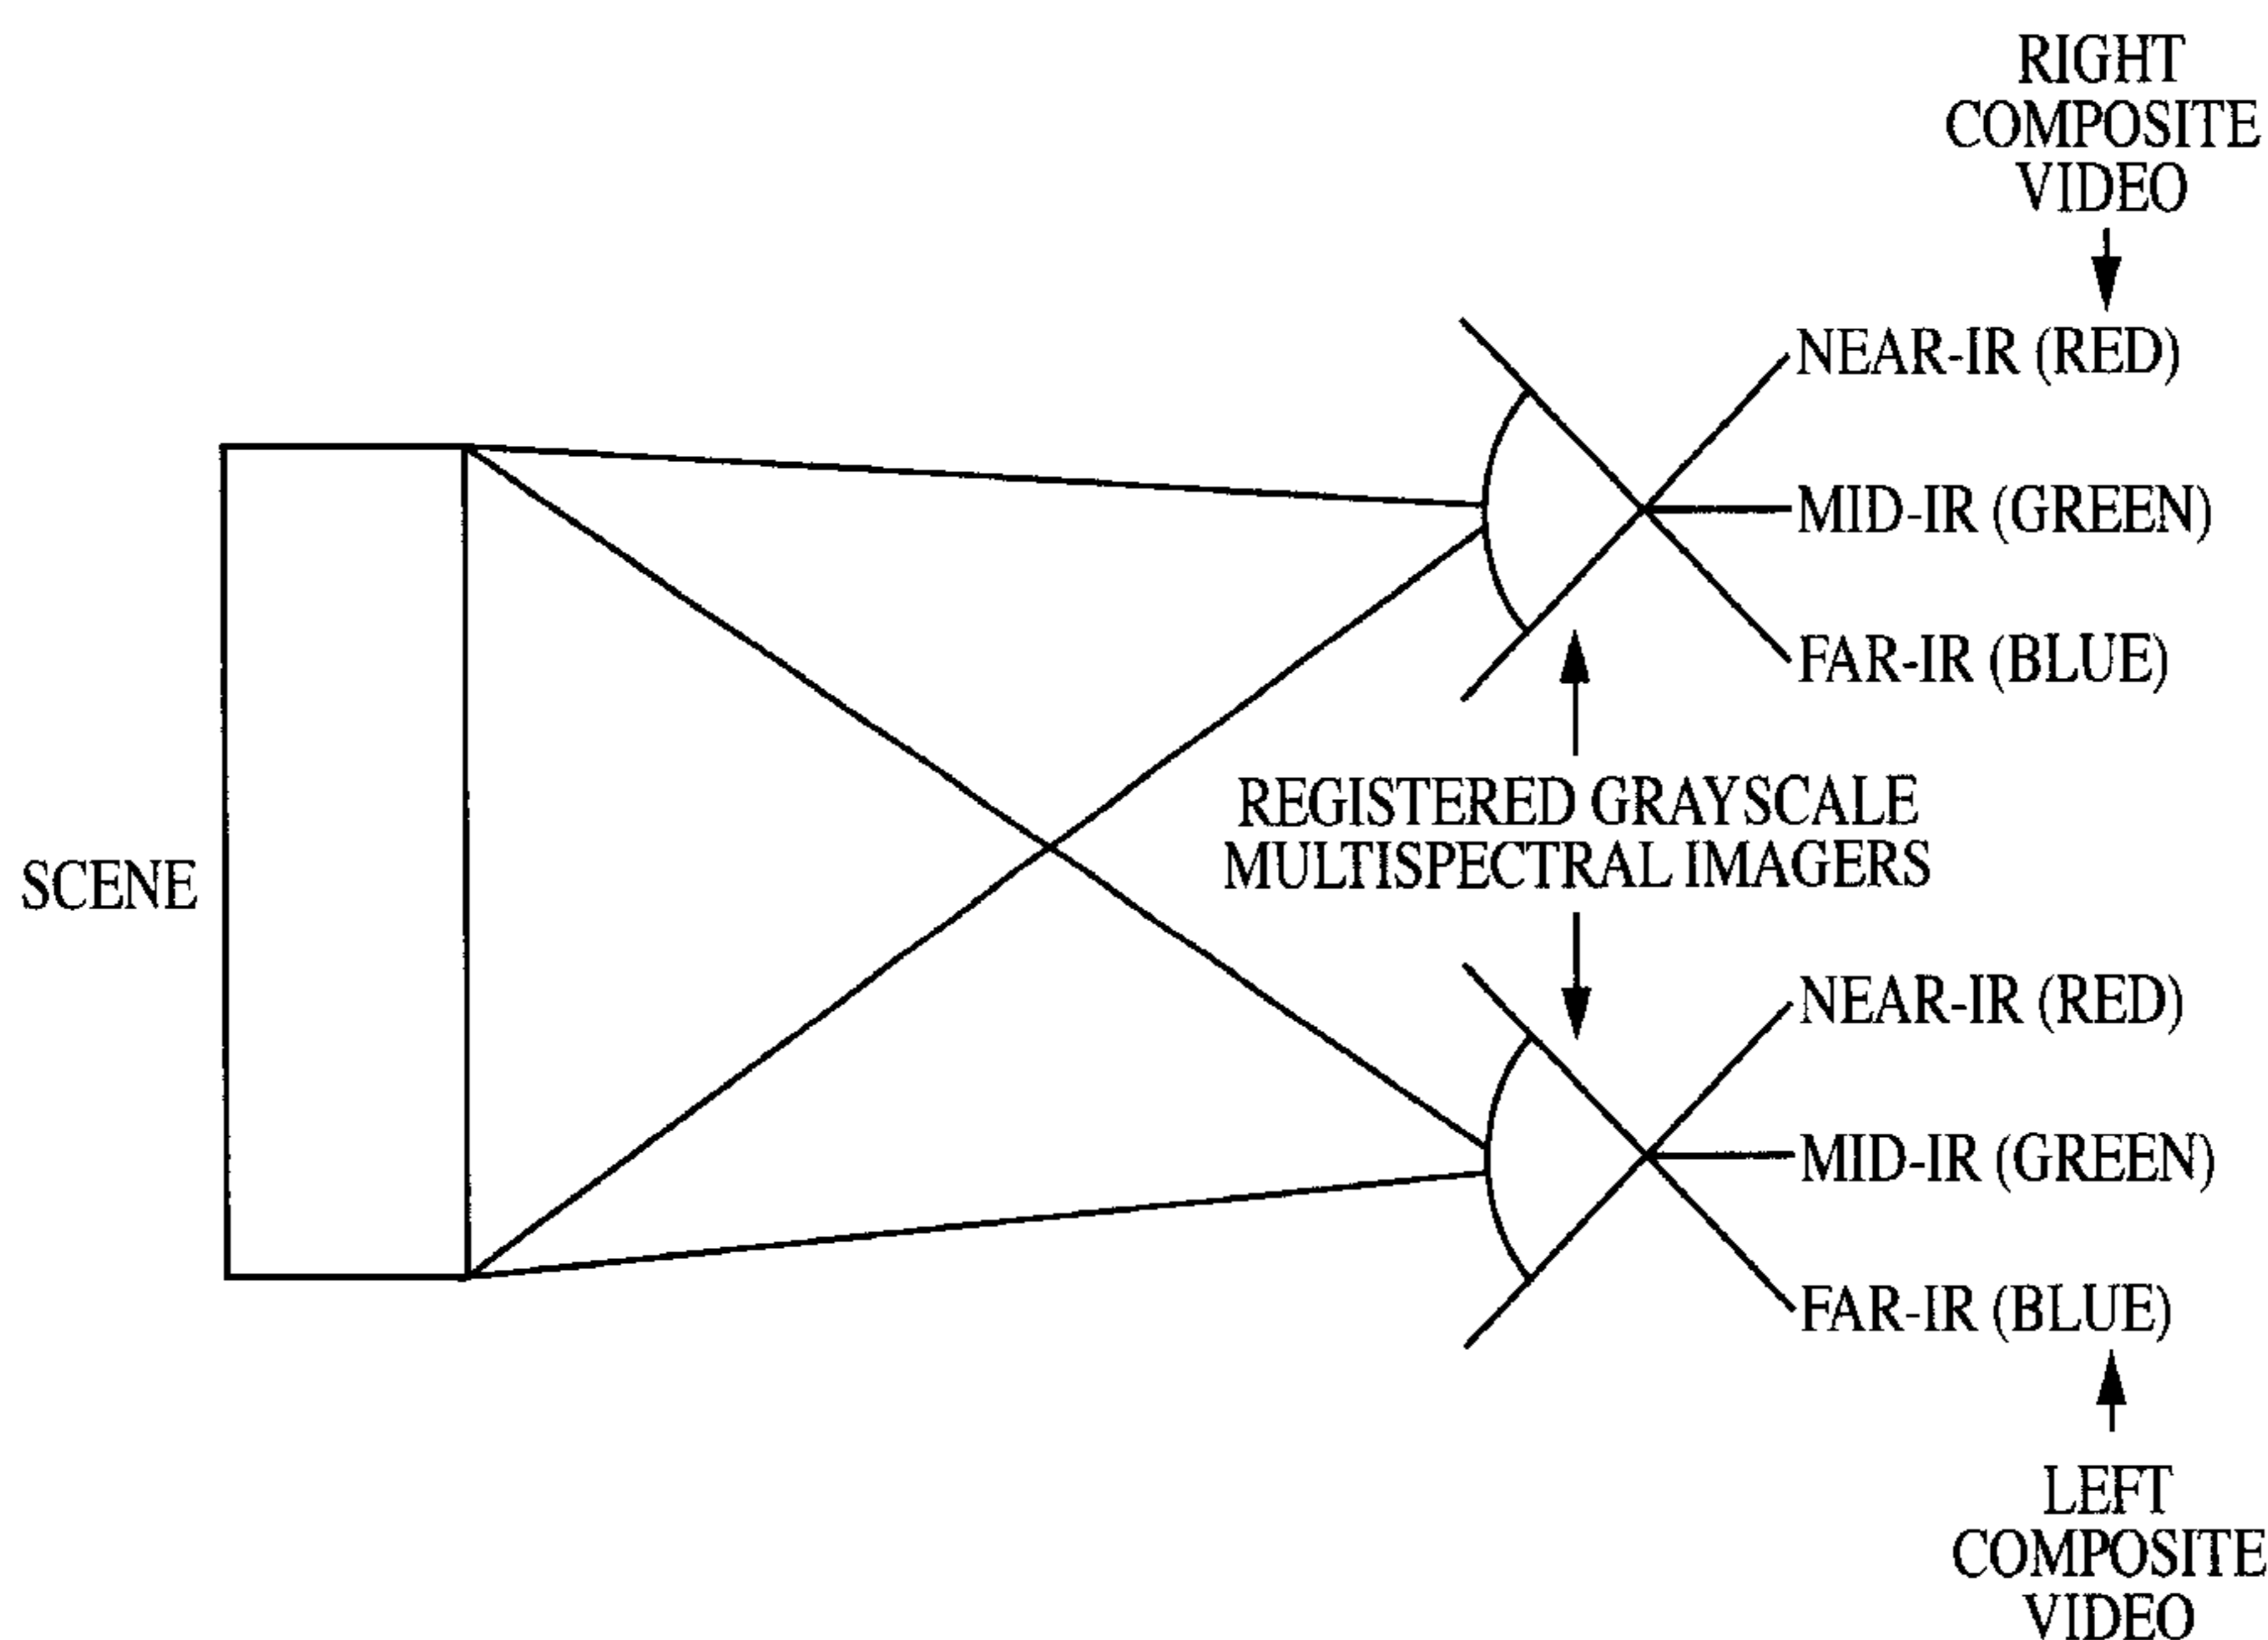 RIGHT
COMPOSITE
VIDEO
NEAR-IR (RED)
MID-IR (GREEN)
FAR-IR (BLUE)
REGISTERED GRAYSCALE
MULTISPECTRAL IMAGERS
SCENE
NEAR-IR (RED)
MID-IR (GREEN)
FAR-IR (BLUE)
LEFT
COMPOSITE
VIDEO